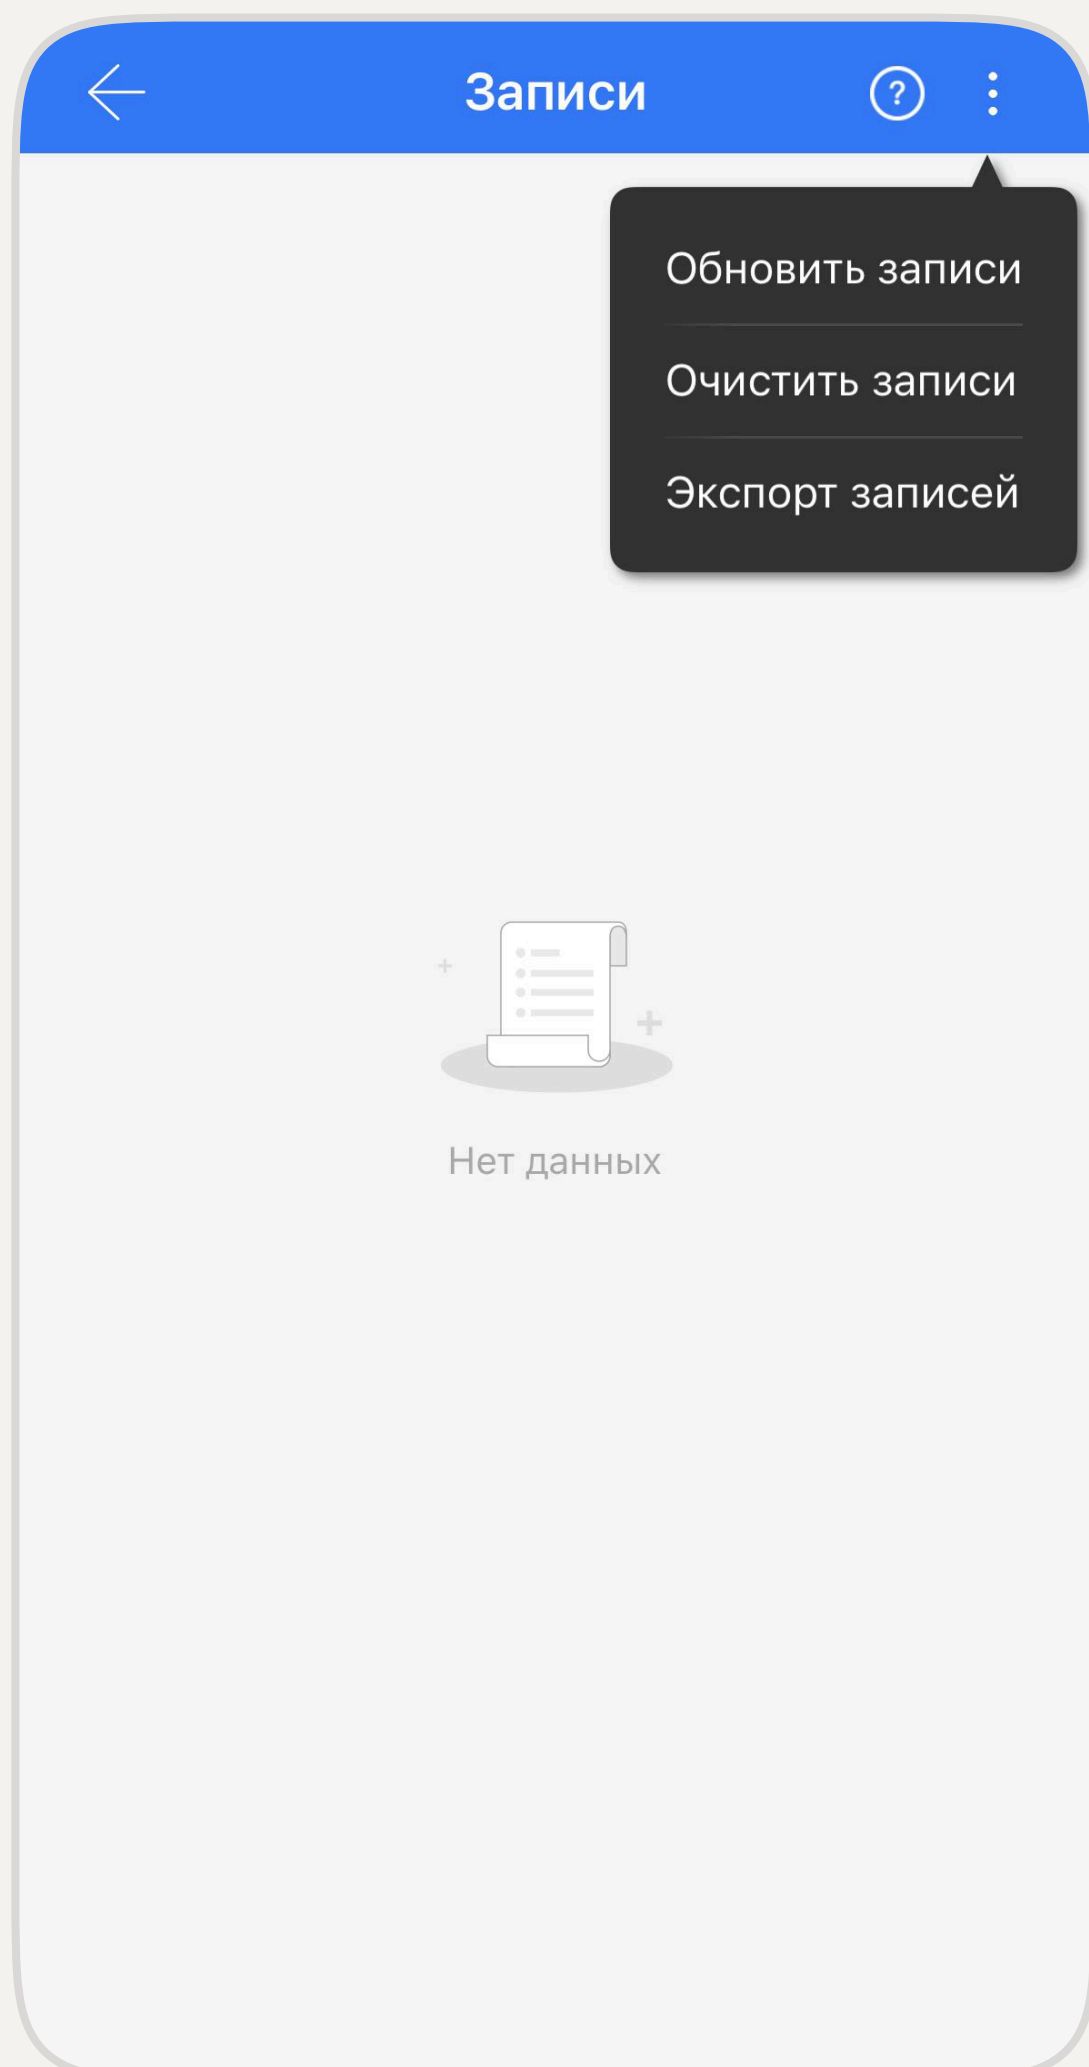 Записи
Обновить записи
Очистить записи
Экспорт записей
Нет данных